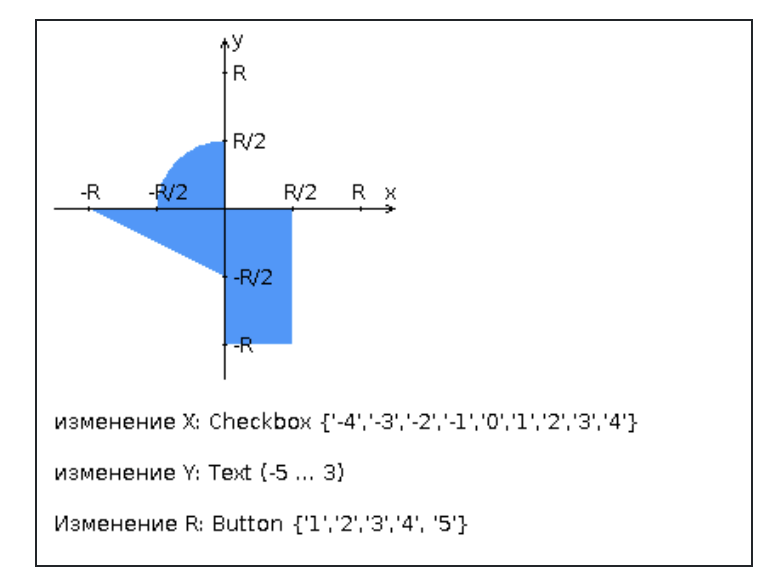 y
R
R/2
-R -R/2 R/2 R x
-R/2
-R
изменение X: Checkbox {'-4','-3','-2','-1','0','1','2','3','4'}
изменение Y: Text (-5 ... 3)
Изменение R: Button {'1','2','3','4', '5'}